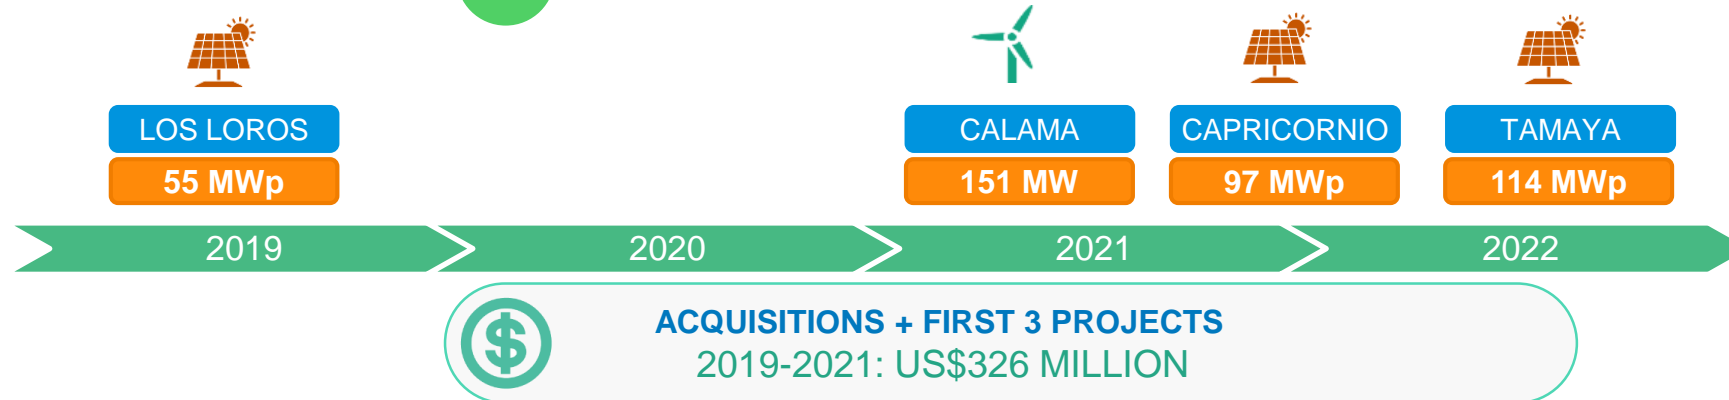 LOS LOROS
55 MWp
CALAMA
151 MW
CAPRICORNIO
97 MWp
TAMAYA
114 MWp
2019
2020
2021
2022
$
ACQUISITIONS + FIRST 3 PROJECTS
2019-2021: US$326 MILLION